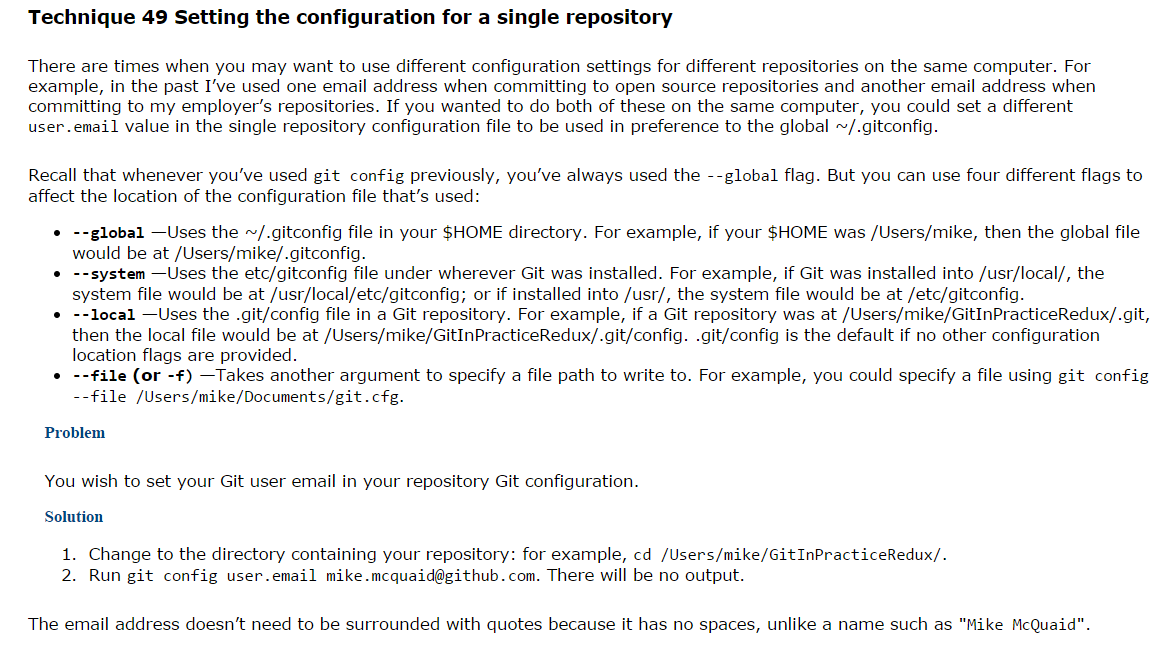 Technique 49 Setting the configuration for a single repository
There are times when you may want to use different configuration settings for different repositories on the same computer. For
example, in the past I’ve used one email address when committing to open source repositories and another email address when
committing to my employer’s repositories. If you wanted to do both of these on the same computer, you could set a different
user.email value in the single repository configuration file to be used in preference to the global ~/.gitconfig.
Recall that whenever you’ve used git config previously, you’ve always used the --global flag. But you can use four different flags to
affect the location of the configuration file that’s used:
• --global —Uses the ~/.gitconfig file in your $HOME directory. For example, if your $HOME was /Users/mike, then the global file
would be at /Users/mike/.gitconfig.
• --system —Uses the etc/gitconfig file under wherever Git was installed. For example, if Git was installed into /usr/local/, the
system file would be at /usr/local/etc/gitconfig; or if installed into /usr/, the system file would be at /etc/gitconfig.
• --local —Uses the .git/config file in a Git repository. For example, if a Git repository was at /Users/mike/GitInPracticeRedux/.git,
then the local file would be at /Users/mike/GitInPracticeRedux/.git/config. .git/config is the default if no other configuration
location flags are provided.
• --file (or -f) —Takes another argument to specify a file path to write to. For example, you could specify a file using git config
--file /Users/mike/Documents/git.cfg.
Problem
You wish to set your Git user email in your repository Git configuration.
Solution
1. Change to the directory containing your repository: for example, cd /Users/mike/GitInPracticeRedux/.
2. Run git config user.email mike.mcquaid@github.com. There will be no output.
The email address doesn’t need to be surrounded with quotes because it has no spaces, unlike a name such as "Mike McQuaid".